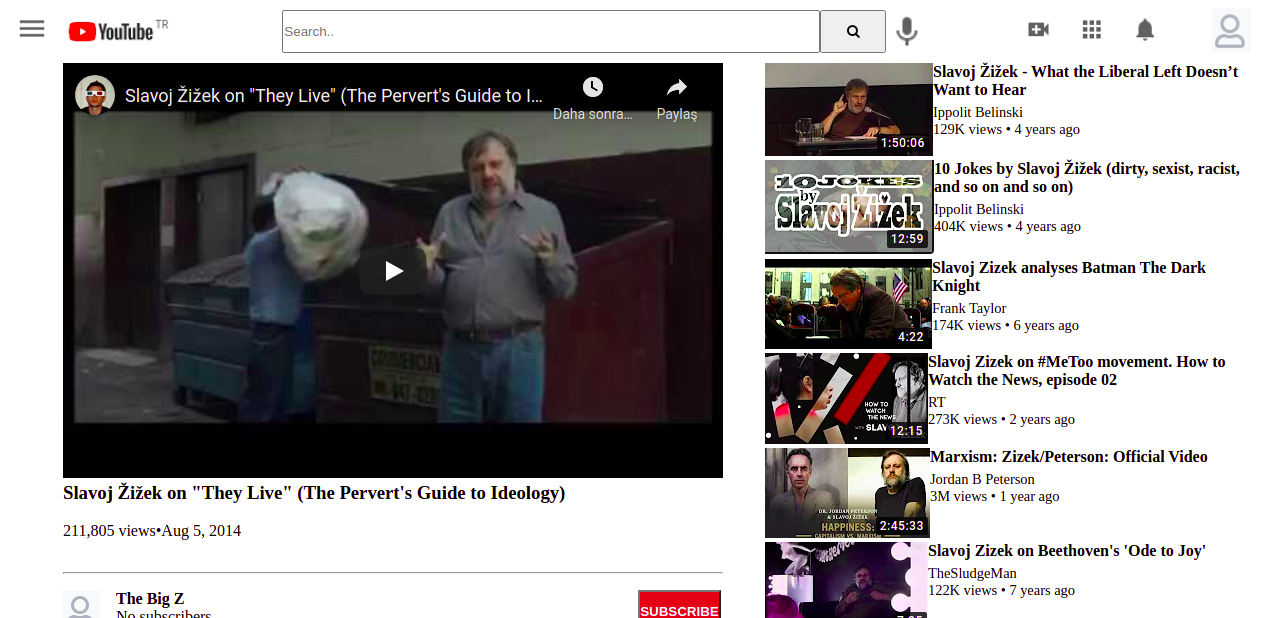 YouTube TR
Search..
Slavoj Žižek on "They Live" (The Pervert's Guide to I...
Daha sonra...
Paylaş
Slavoj Žižek on "They Live" (The Pervert's Guide to Ideology)
211,805 views•Aug 5, 2014
The Big Z
No subscribers
SUBSCRIBE
1:50:06
Slavoj Žižek - What the Liberal Left Doesn’t
Want to Hear
Ippolit Belinski
129K views • 4 years ago
10 JOKES
by
Slavoj Žižek
12:59
10 Jokes by Slavoj Žižek (dirty, sexist, racist,
and so on and so on)
Ippolit Belinski
404K views • 4 years ago
4:22
Slavoj Zizek analyses Batman The Dark
Knight
Frank Taylor
174K views • 6 years ago
HOW TO
WATCH
THE NEWS
WITH SLAV
12:15
Slavoj Zizek on #MeToo movement. How to
Watch the News, episode 02
RT
273K views • 2 years ago
DR. JORDAN PETERSON
& SLAVOJ ŽIŽEK
HAPPINESS:
CAPITALISM VS. MARXISM
2:45:33
Marxism: Zizek/Peterson: Official Video
Jordan B Peterson
3M views • 1 year ago
Slavoj Zizek on Beethoven's 'Ode to Joy'
TheSludgeMan
122K views • 7 years ago